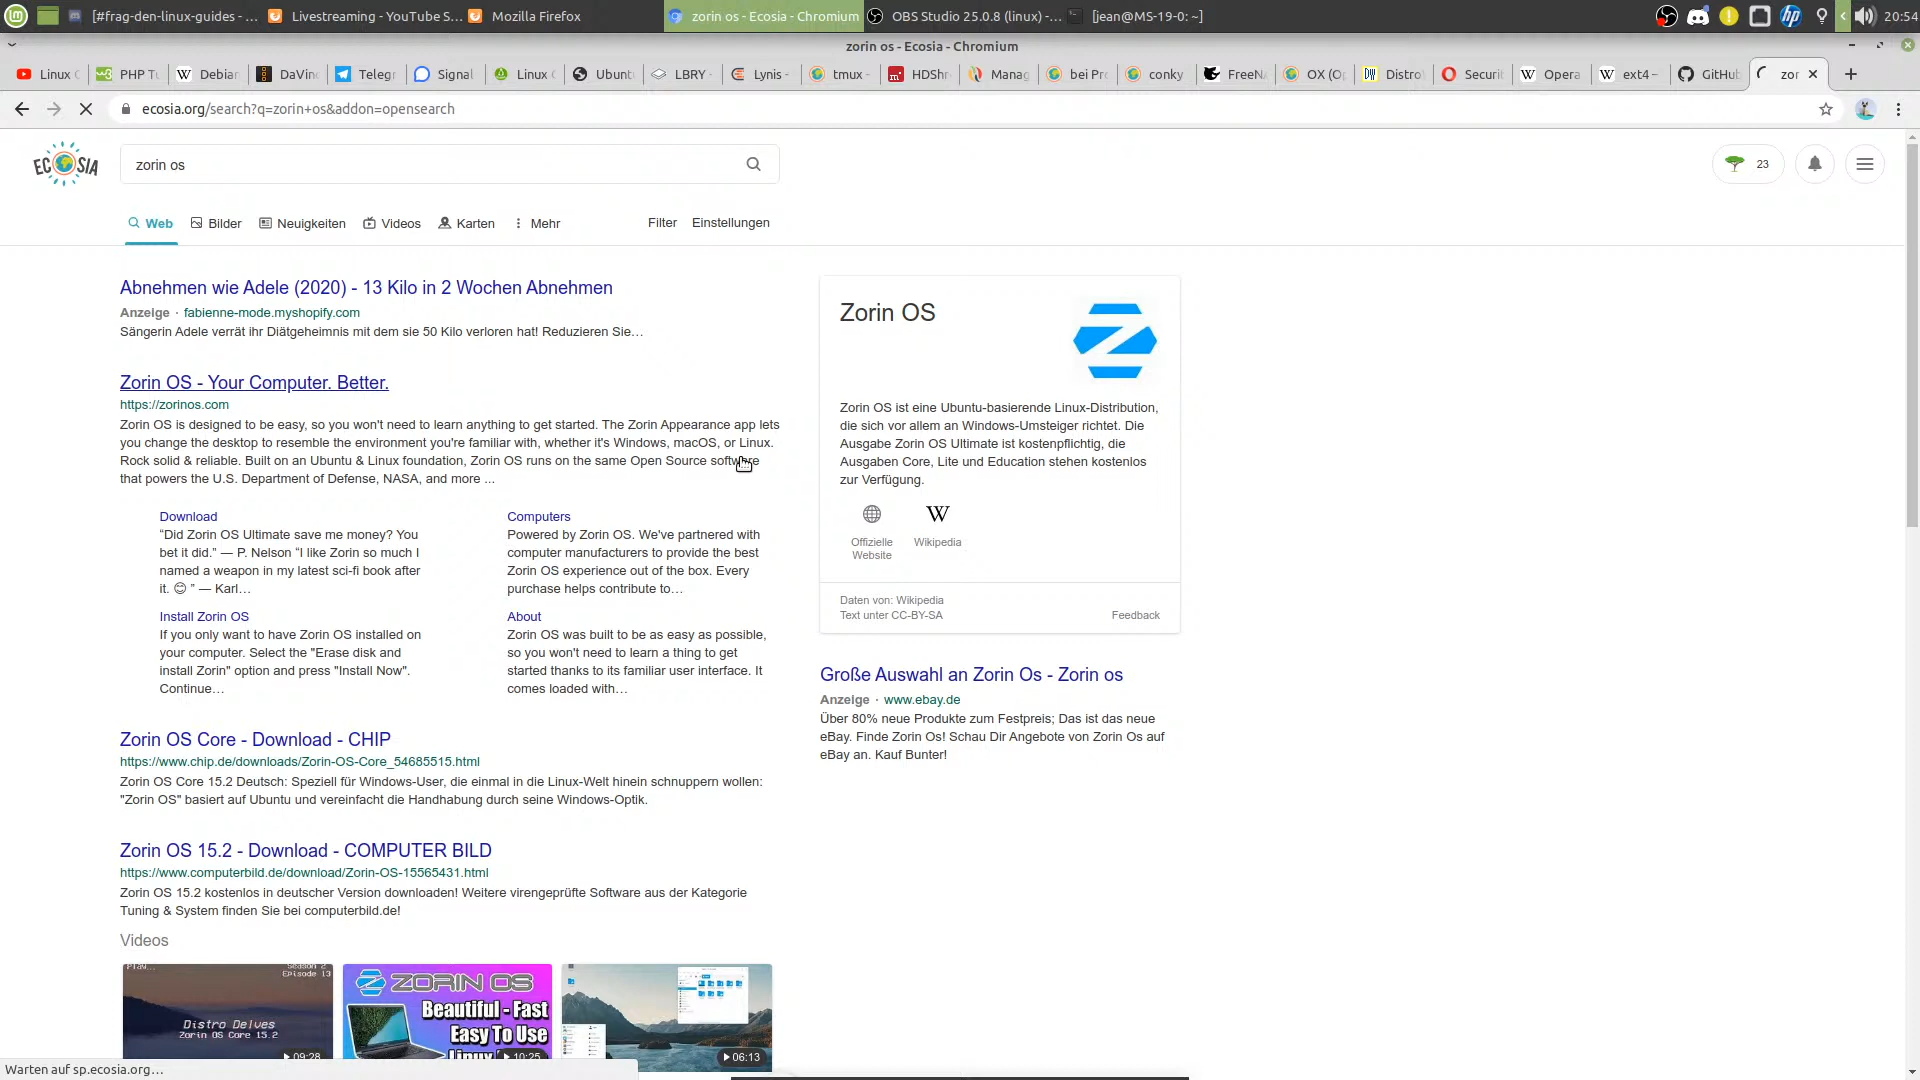 [#frag-den-linux-guides - ...
Livestreaming - YouTube S...
Mozilla Firefox
zorin os - Ecosia - Chromium
OBS Studio 25.0.8 (linux) -...
[jean@MS-19-0: ~]
hp
20:54
zorin os - Ecosia - Chromium
Linux
PHP T
Debian
DaVin
Telegr
Signal
Linux
Ubunt
LBRY
Lynis -
tmux -
HDShr
Manag
bei Pr
conky
FreeN
OX (O
Distro
Securit
Opera
ext4 –
GitHub
zor
ecosia.org/search?q=zorin+os&addon=opensearch
ECOSIA
zorin os
23
Web
Bilder
Neuigkeiten
Videos
Karten
Mehr
Filter
Einstellungen
Abnehmen wie Adele (2020) - 13 Kilo in 2 Wochen Abnehmen
Anzeige · fabienne-mode.myshopify.com
Sängerin Adele verrät ihr Diätgeheimnis mit dem sie 50 Kilo verloren hat! Reduzieren Sie…
Zorin OS - Your Computer. Better.
https://zorinos.com
Zorin OS is designed to be easy, so you won't need to learn anything to get started. The Zorin Appearance app lets
you change the desktop to resemble the environment you're familiar with, whether it's Windows, macOS, or Linux.
Rock solid & reliable. Built on an Ubuntu & Linux foundation, Zorin OS runs on the same Open Source software
that powers the U.S. Department of Defense, NASA, and more ...
Download
“Did Zorin OS Ultimate save me money? You
bet it did.” — P. Nelson “I like Zorin so much I
named a weapon in my latest sci-fi book after
it. 😊 ” — Karl…
Computers
Powered by Zorin OS. We've partnered with
computer manufacturers to provide the best
Zorin OS experience out of the box. Every
purchase helps contribute to…
Install Zorin OS
If you only want to have Zorin OS installed on
your computer. Select the "Erase disk and
install Zorin" option and press "Install Now".
Continue…
About
Zorin OS was built to be as easy as possible,
so you won't need to learn a thing to get
started thanks to its familiar user interface. It
comes loaded with…
Zorin OS Core - Download - CHIP
https://www.chip.de/downloads/Zorin-OS-Core_54685515.html
Zorin OS Core 15.2 Deutsch: Speziell für Windows-User, die einmal in die Linux-Welt hinein schnuppern wollen:
"Zorin OS" basiert auf Ubuntu und vereinfacht die Handhabung durch seine Windows-Optik.
Zorin OS 15.2 - Download - COMPUTER BILD
https://www.computerbild.de/download/Zorin-OS-15565431.html
Zorin OS 15.2 kostenlos in deutscher Version downloaden! Weitere virengeprüfte Software aus der Kategorie
Tuning & System finden Sie bei computerbild.de!
Videos
Play...
Season 2
Episode 13
Distro Delves
Zorin OS Core 15.2
09:28
ZORIN OS
Beautiful - Fast
Easy To Use
10:25
06:13
Zorin OS
Zorin OS ist eine Ubuntu-basierende Linux-Distribution,
die sich vor allem an Windows-Umsteiger richtet. Die
Ausgabe Zorin OS Ultimate ist kostenpflichtig, die
Ausgaben Core, Lite und Education stehen kostenlos
zur Verfügung.
Offizielle
Website
W
Wikipedia
Daten von: Wikipedia
Text unter CC-BY-SA
Feedback
Große Auswahl an Zorin Os - Zorin os
Anzeige · www.ebay.de
Über 80% neue Produkte zum Festpreis; Das ist das neue
eBay. Finde Zorin Os! Schau Dir Angebote von Zorin Os auf
eBay an. Kauf Bunter!
Warten auf sp.ecosia.org…